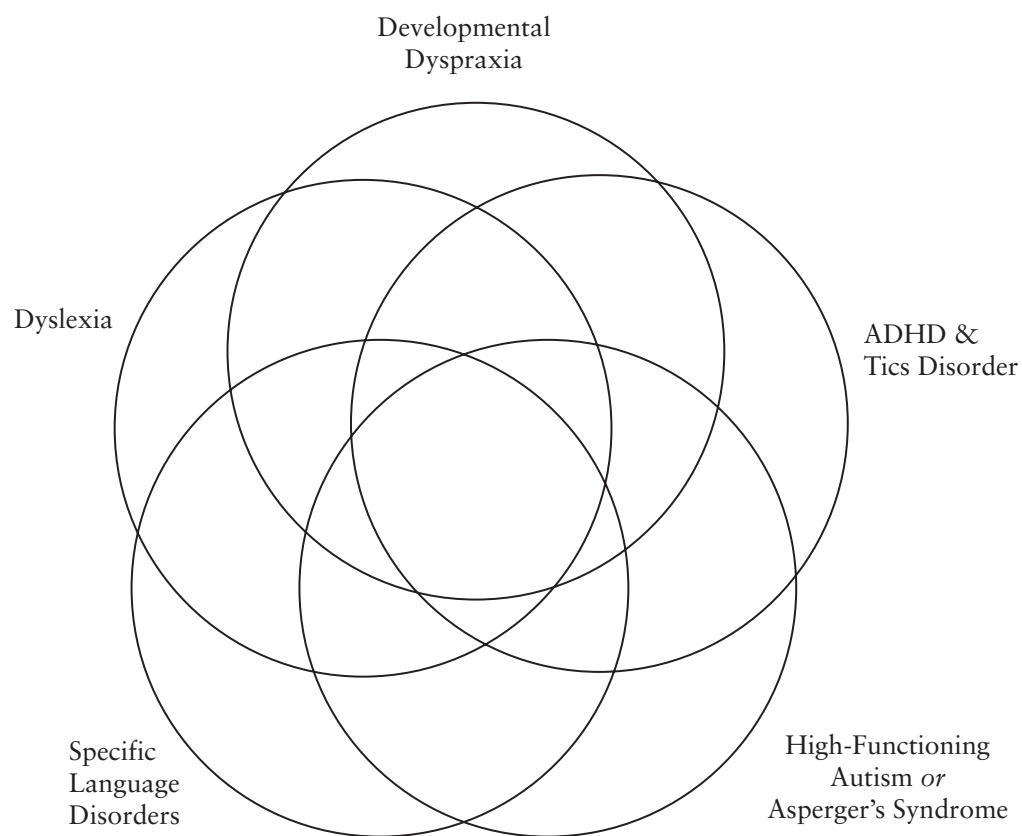 Developmental
Dyspraxia
Dyslexia
ADHD &
Tics Disorder
Specific
Language
Disorders
High-Functioning
Autism or
Asperger’s Syndrome